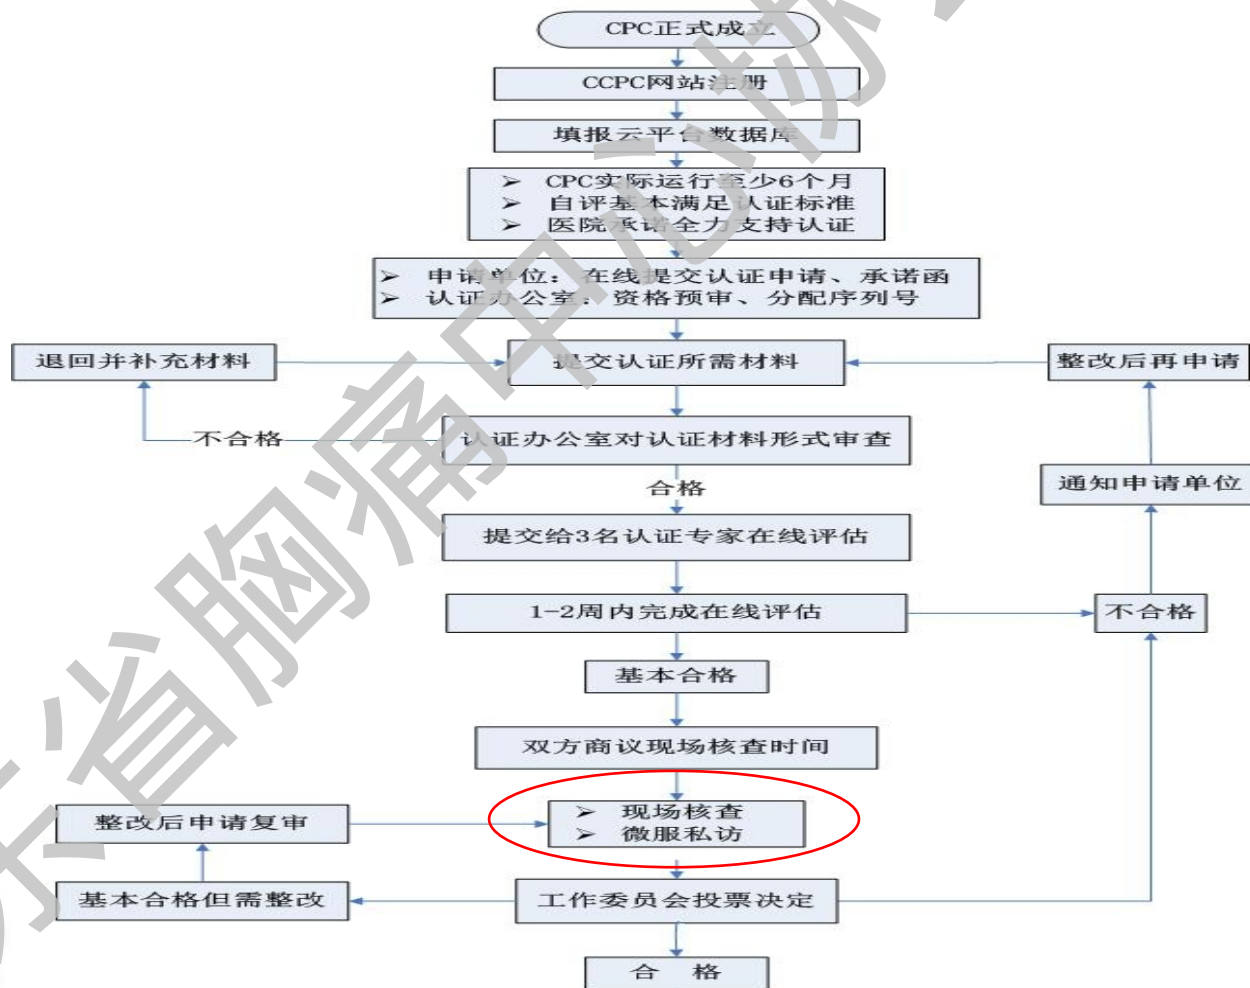 CPC正式成立
CCPC网站注册
填报云平台数据库
➢ CPC实际运行至少6个月
➢ 自评基本满足认证标准
➢ 医院承诺全力支持认证
➢ 申请单位：在线提交认证申请、承诺函
➢ 认证办公室：资格预审、分配序列号
退回并补充材料
提交认证所需材料
整改后再申请
不合格
认证办公室对认证材料形式审查
合格
通知申请单位
提交给3名认证专家在线评估
1-2周内完成在线评估
不合格
基本合格
双方商议现场核查时间
整改后申请复审
➢ 现场核查
➢ 微服私访
基本合格但需整改
工作委员会投票决定
合 格
东省胸痛中心协